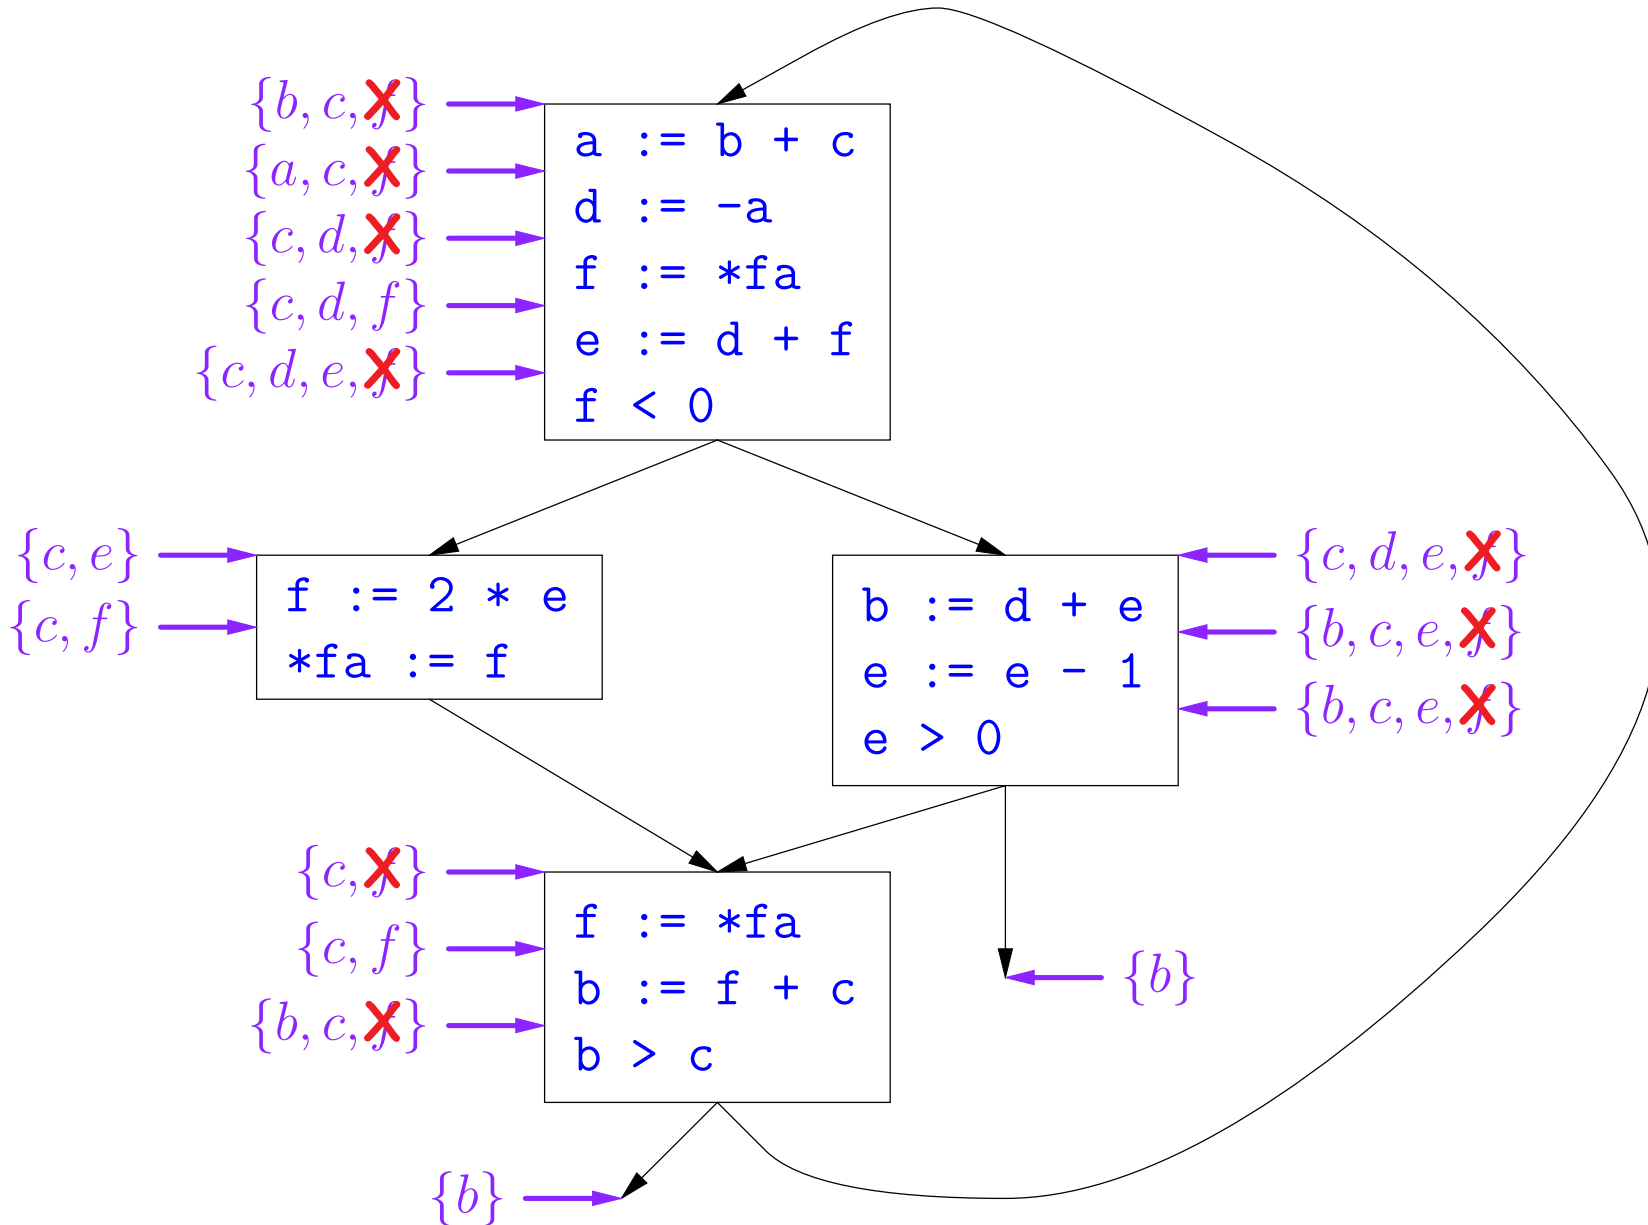 {b, c, f}
a := b + c
{a, c, f}
d := -a
{c, d, f}
f := *fa
{c, d, f}
e := d + f
{c, d, e, f}
f < 0
{c, e}
f := 2 * e
{c, f}
*fa := f
{c, d, e, f}
b := d + e
{b, c, e, f}
e := e - 1
{b, c, e, f}
e > 0
{c, f}
f := *fa
{c, f}
b := f + c
{b, c, f}
b > c
{b}
{b}